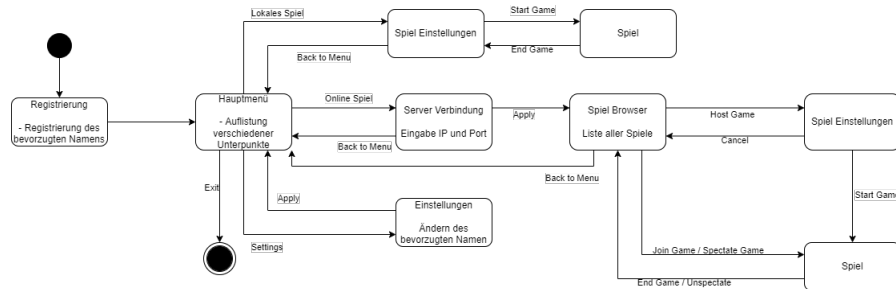 Lokales Spiel
Start Game
Spiel Einstellungen
Spiel
End Game
Back to Menu
Registrierung
- Registrierung des
bevorzugten Namens
Hauptmenü
- Auflistung
verschiedener
Unterpunkte
Online Spiel
Server Verbindung
Eingabe IP und Port
Apply
Spiel Browser
Liste aller Spiele
Host Game
Spiel Einstellungen
Cancel
Back to Menu
Back to Menu
Exit
Apply
Einstellungen
Ändern des
bevorzugten Namen
Settings
Start Game
Join Game / Spectate Game
Spiel
End Game / Unspectate